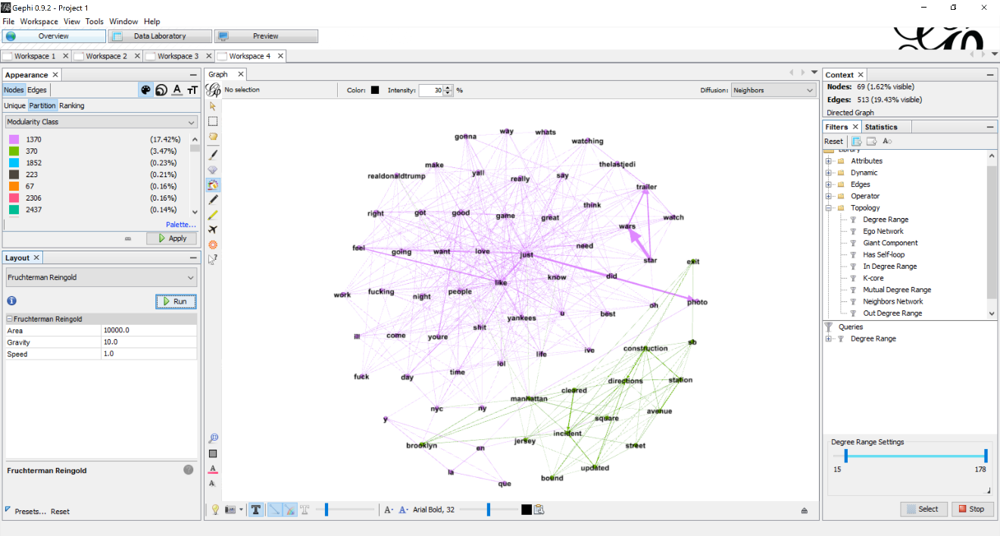 Gephi 0.9.2 - Project 1
File Workspace View Tools Window Help
Overview Data Laboratory Preview
Workspace 1 Workspace 2 Workspace 3 Workspace 4
Appearance
Nodes Edges
Unique Partition Ranking
Modularity Class
1370 (17.42%)
370 (3.47%)
1852 (0.23%)
223 (0.21%)
67 (0.16%)
2306 (0.16%)
2437 (0.14%)
Palette...
Apply
Layout
Fruchterman Reingold
Run
Fruchterman Reingold
Area 10000.0
Gravity 10.0
Speed 1.0
Fruchterman Reingold
Presets... Reset
Graph
No selection Color: Intensity: 30 % Diffusion: Neighbors
gonna way whats
watching
make thelastjedi
realdonaldtrump yall really say
trailer
think
right got good game great watch
wars
feel going want love just need
star exit
like know did
work fucking night people photo
oh
yankees u best
shit
ill come youre
construction sb
life ive
lol
fuck day time
directions station
cleared
manhattan
nyc ny avenue
y square
incident
brooklyn en jersey street
la updated
que bound
Arial Bold, 32
Context
Nodes: 69 (1.62% visible)
Edges: 513 (19.43% visible)
Directed Graph
Filters Statistics
Reset
Library
Attributes
Dynamic
Edges
Operator
Topology
Degree Range
Ego Network
Giant Component
Has Self-loop
In Degree Range
K-core
Mutual Degree Range
Neighbors Network
Out Degree Range
Queries
Degree Range
Degree Range Settings
15 178
Select Stop